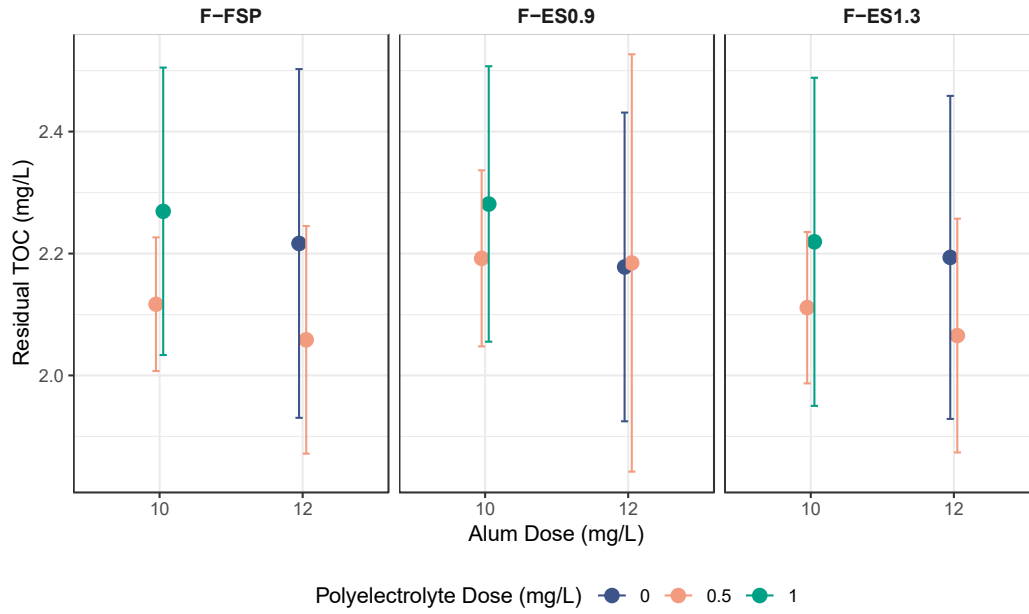 F−FSP F−ES0.9 F−ES1.3
Residual TOC (mg/L)
2.4
2.2
2.0
10 12 10 12 10 12
Alum Dose (mg/L)
Polyelectrolyte Dose (mg/L) 0 0.5 1